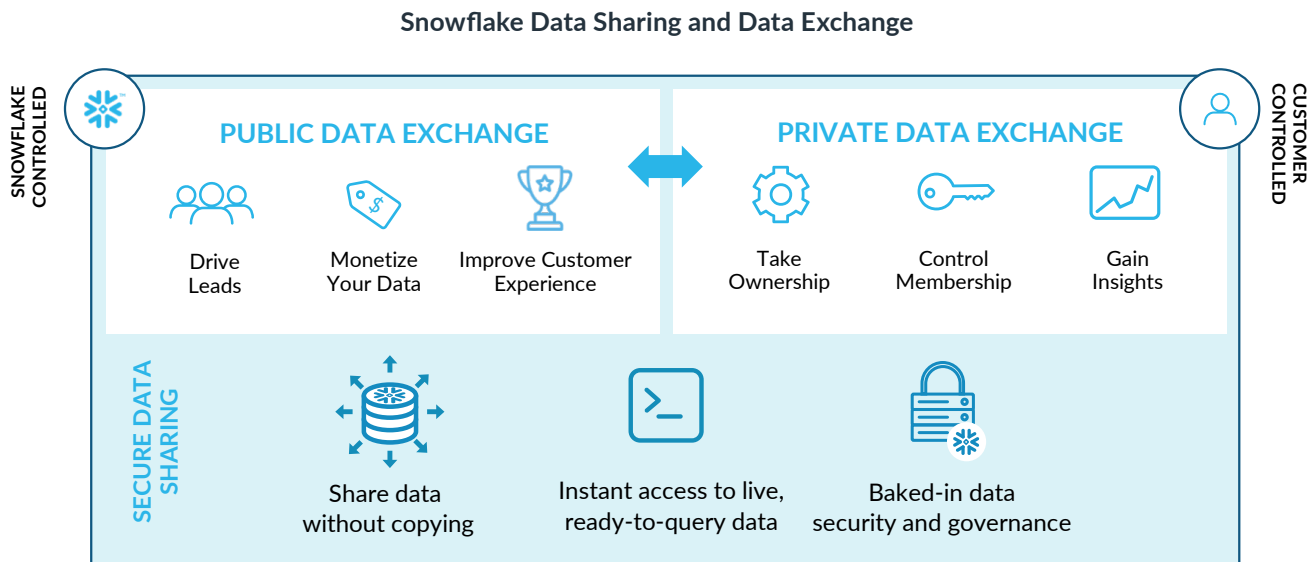 Snowflake Data Sharing and Data Exchange
SNOWFLAKE
CONTROLLED
PUBLIC DATA EXCHANGE
Drive
Leads
$
Monetize
Your Data
Improve Customer
Experience
PRIVATE DATA EXCHANGE
Take
Ownership
Control
Membership
Gain
Insights
CUSTOMER
CONTROLLED
SECURE DATA
SHARING
Share data
without copying
Instant access to live,
ready-to-query data
Baked-in data
security and governance